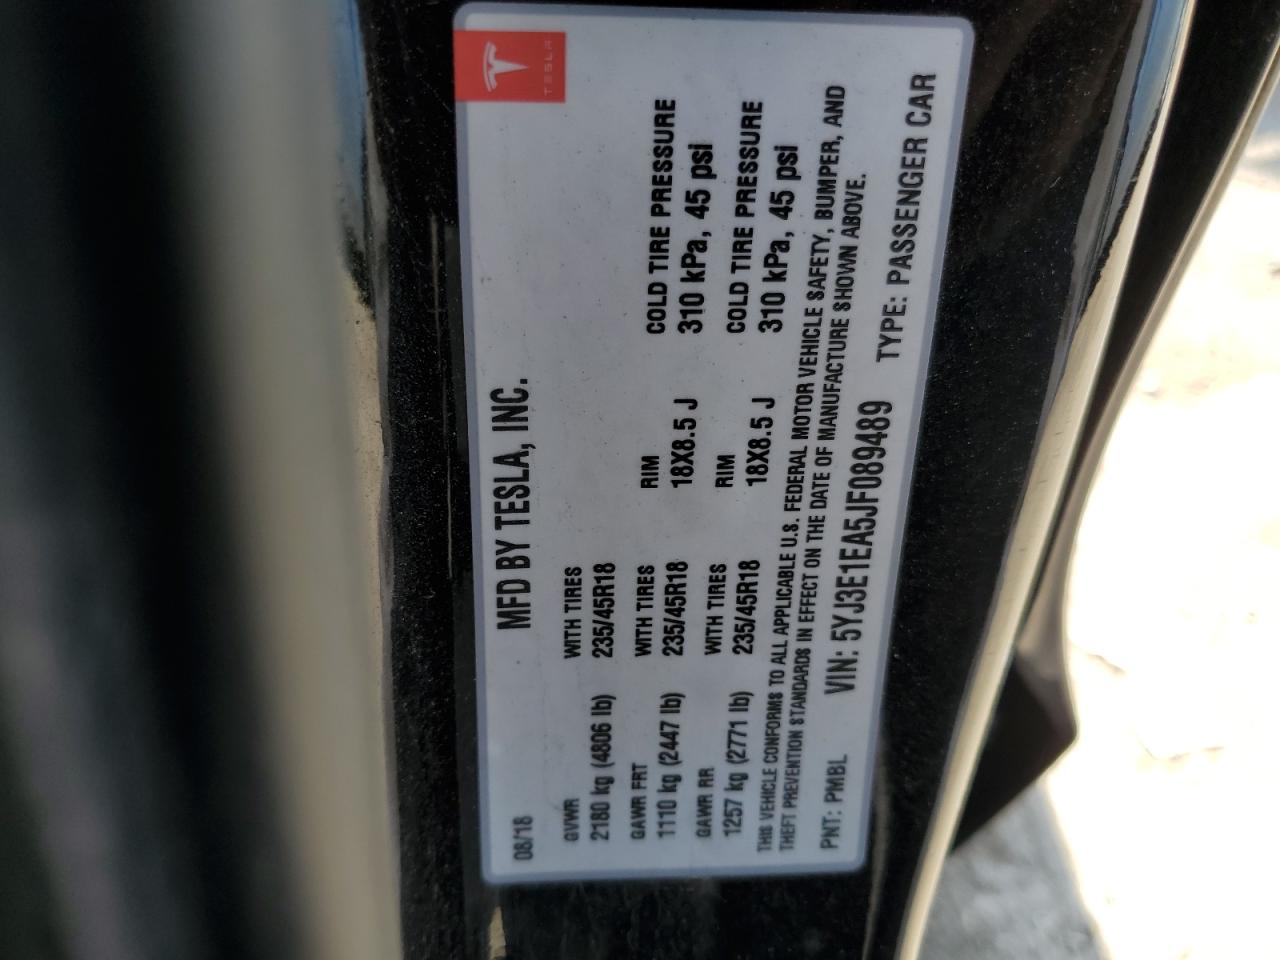 TESLA
08/18 MFD BY TESLA, INC.
GVWR WITH TIRES
2180 kg (4806 lb) 235/45R18
GAWR FRT WITH TIRES RIM COLD TIRE PRESSURE
1110 kg (2447 lb) 235/45R18 18X8.5 J 310 kPa, 45 psi
GAWR RR WITH TIRES RIM COLD TIRE PRESSURE
1257 kg (2771 lb) 235/45R18 18X8.5 J 310 kPa, 45 psi
THIS VEHICLE CONFORMS TO ALL APPLICABLE U.S. FEDERAL MOTOR VEHICLE SAFETY, BUMPER, AND
THEFT PREVENTION STANDARDS IN EFFECT ON THE DATE OF MANUFACTURE SHOWN ABOVE.
PNT: PMBL VIN: 5YJ3E1EA5JF089489 TYPE: PASSENGER CAR